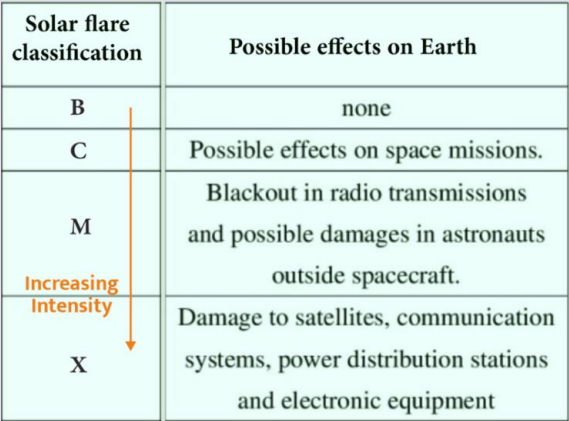 Solar flare
classification
Possible effects on Earth
B
none
C
Possible effects on space missions.
M
Blackout in radio transmissions
and possible damages in astronauts
outside spacecraft.
Increasing
Intensity
X
Damage to satellites, communication
systems, power distribution stations
and electronic equipment